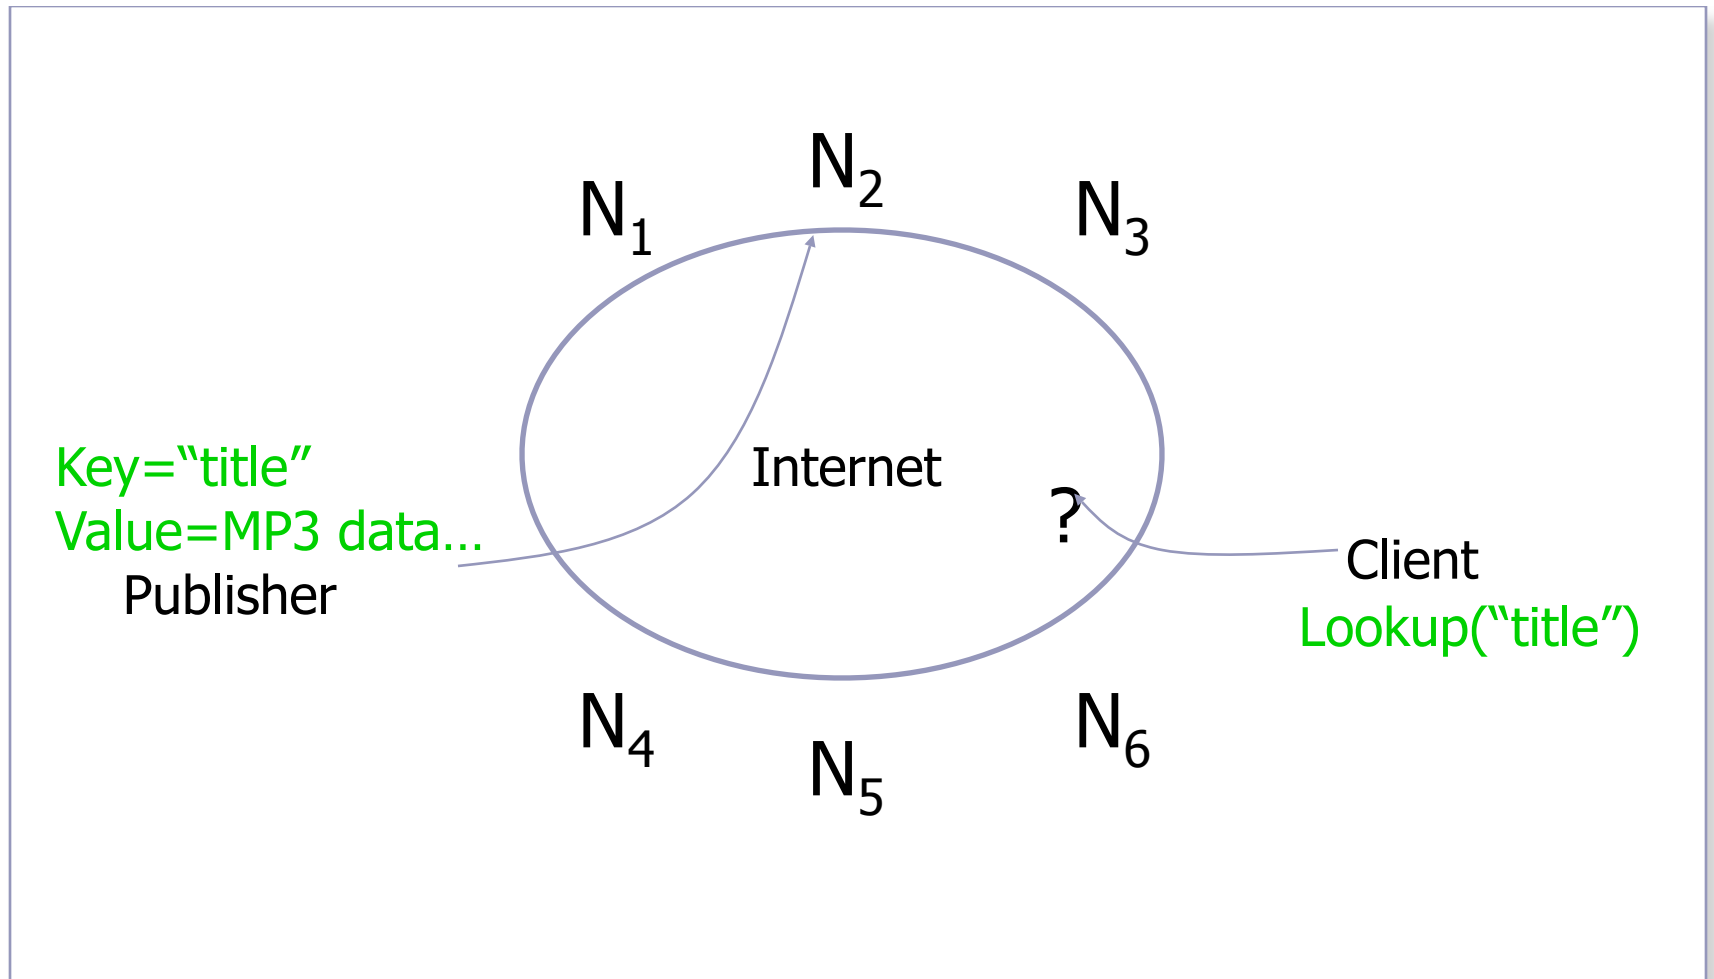 N2
N1
N3
Key=“title”
Value=MP3 data…
Publisher
Internet
?
Client
Lookup(“title”)
N4
N5
N6